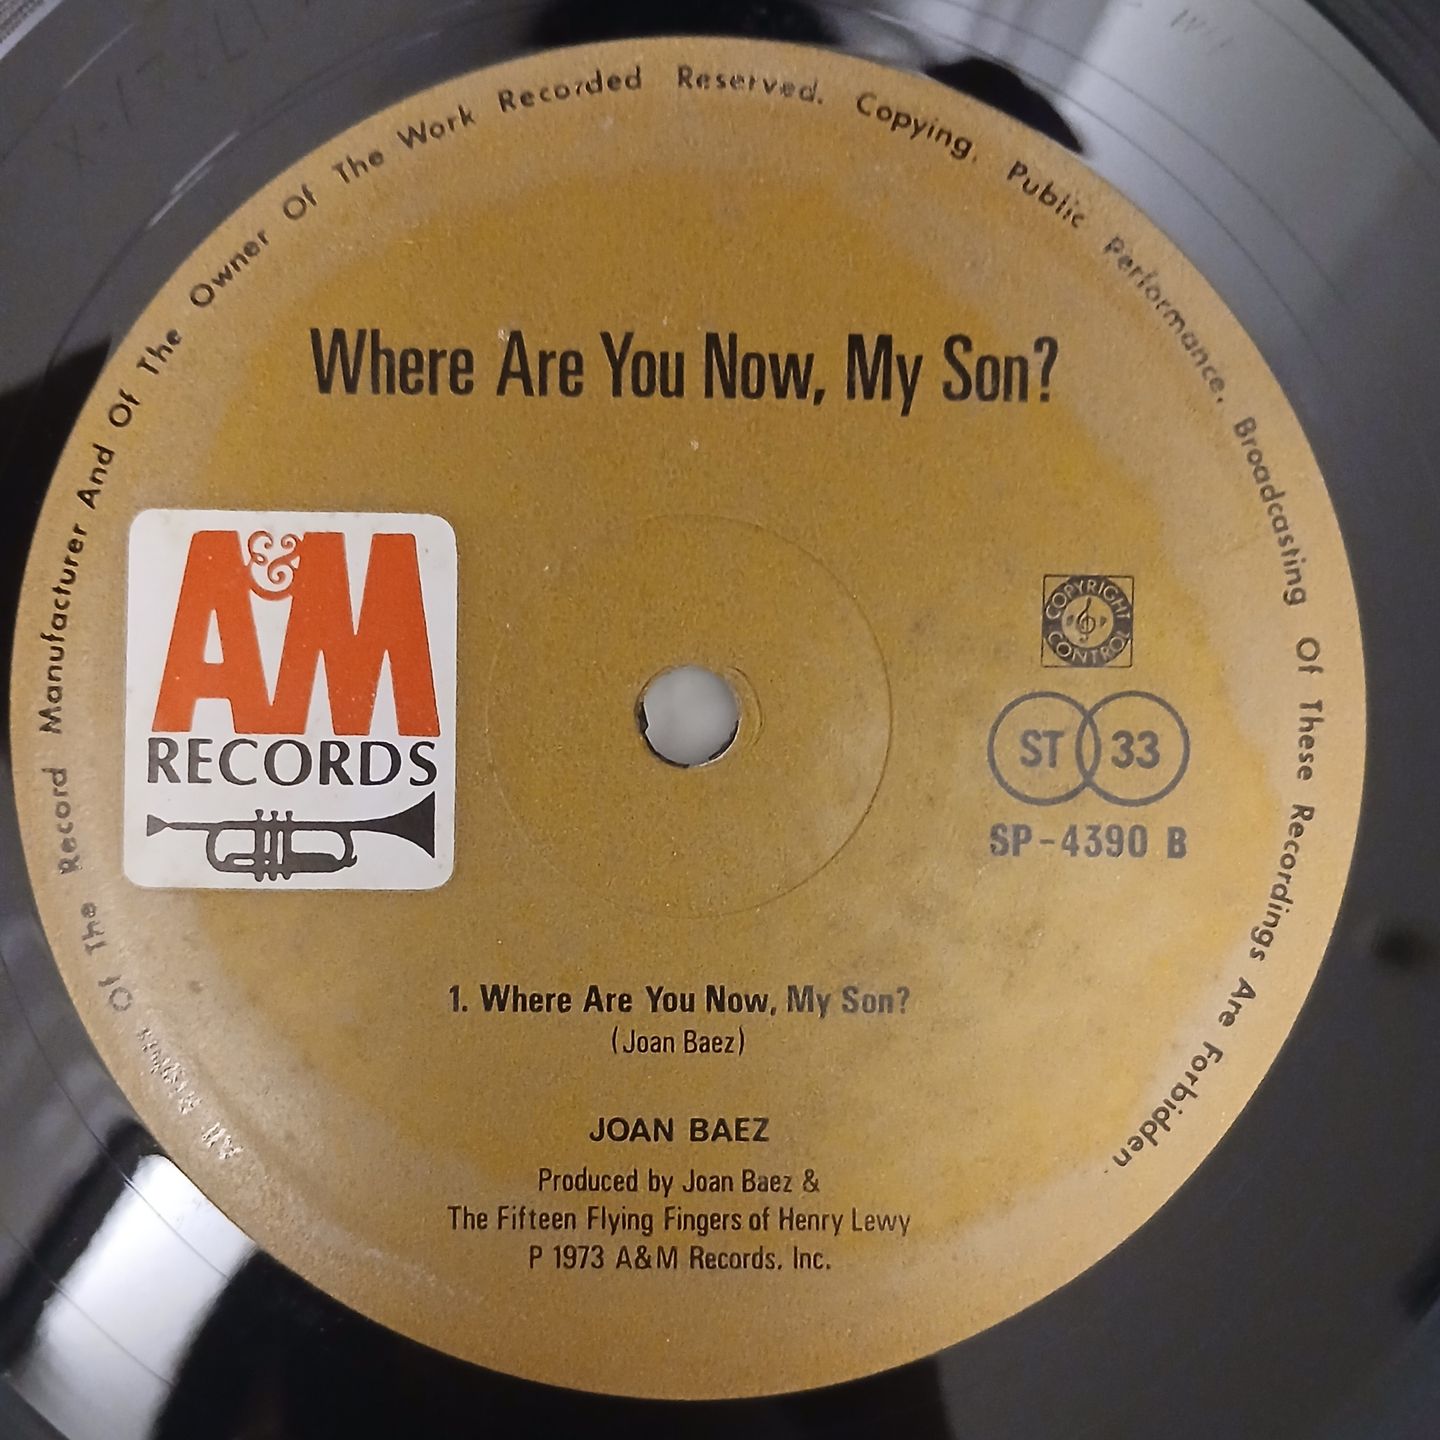 All Rights Of The Record Manufacturer And Of The Owner Of The Work Recorded Reserved. Copying, Public Performance, Broadcasting Of These Recordings Are Forbidden
Where Are You Now, My Son?
A&M
RECORDS
COPYRIGHT
CONTROL
ST 33
SP-4390 B
1. Where Are You Now, My Son?
(Joan Baez)
JOAN BAEZ
Produced by Joan Baez &
The Fifteen Flying Fingers of Henry Lewy
P 1973 A&M Records, Inc.